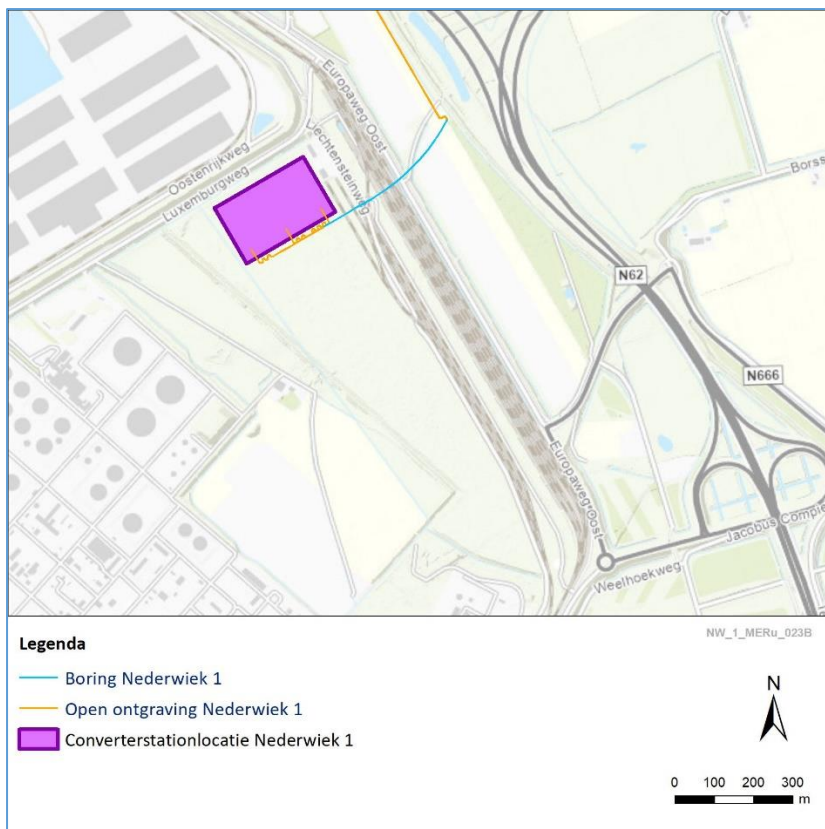 Europaweg Oost
Oostenrijkweg
Luxemburgweg
Liechtensteinweg
Borss
N62
N666
Europaweg Oost
Jacobus Compie
Weelhoekweg
NW_1_MERu_023B
Legenda
Boring Nederwiek 1
Open ontgraving Nederwiek 1
Converterstationlocatie Nederwiek 1
N
0 100 200 300
m